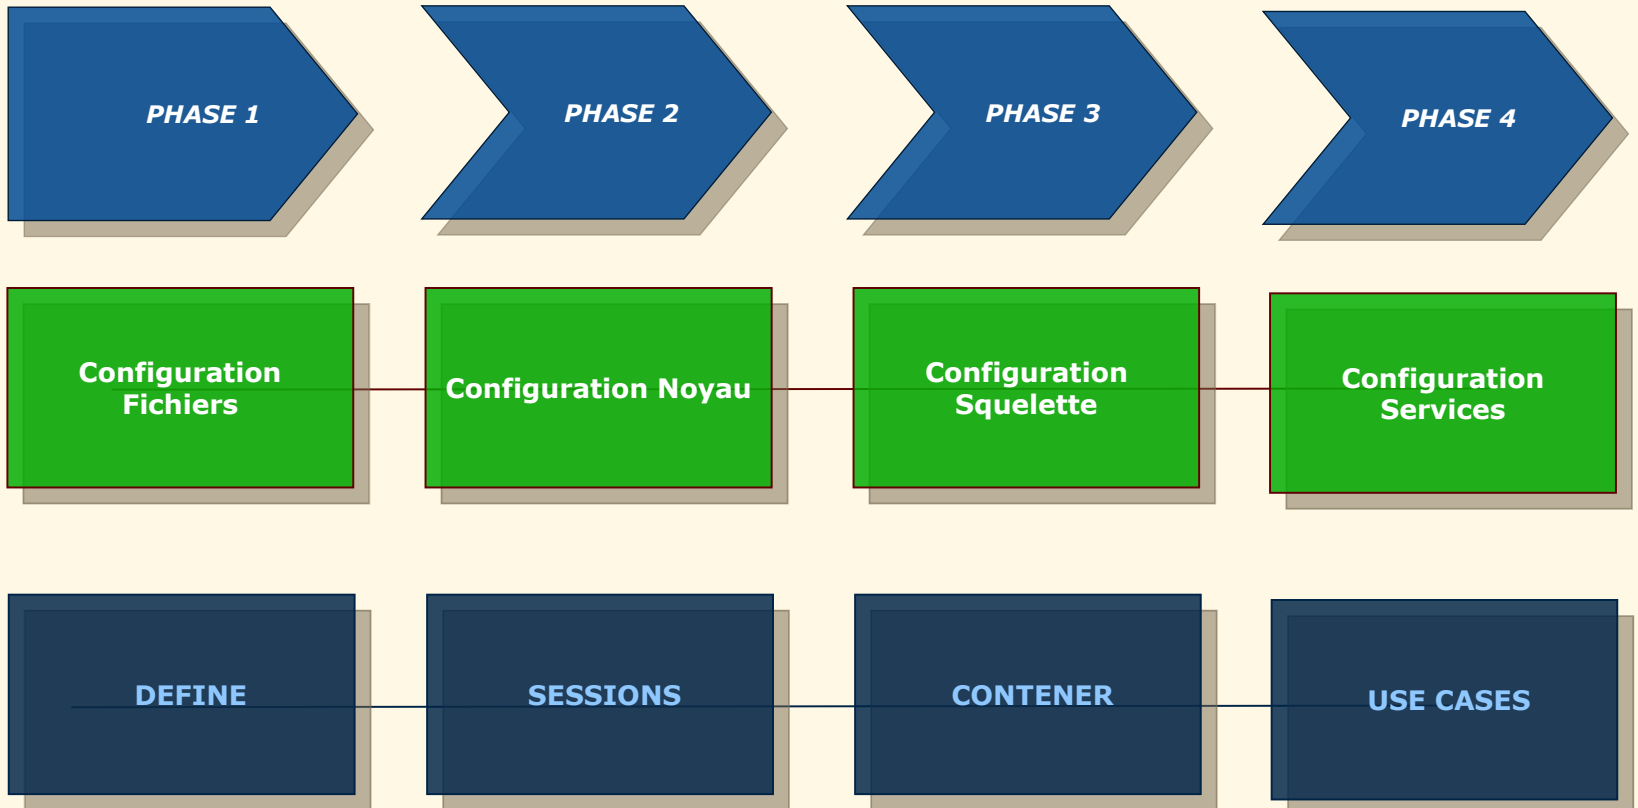 PHASE 1
PHASE 2
PHASE 3
PHASE 4
Configuration
Fichiers
Configuration Noyau
Configuration
Squelette
Configuration
Services
DEFINE
SESSIONS
CONTENER
USE CASES